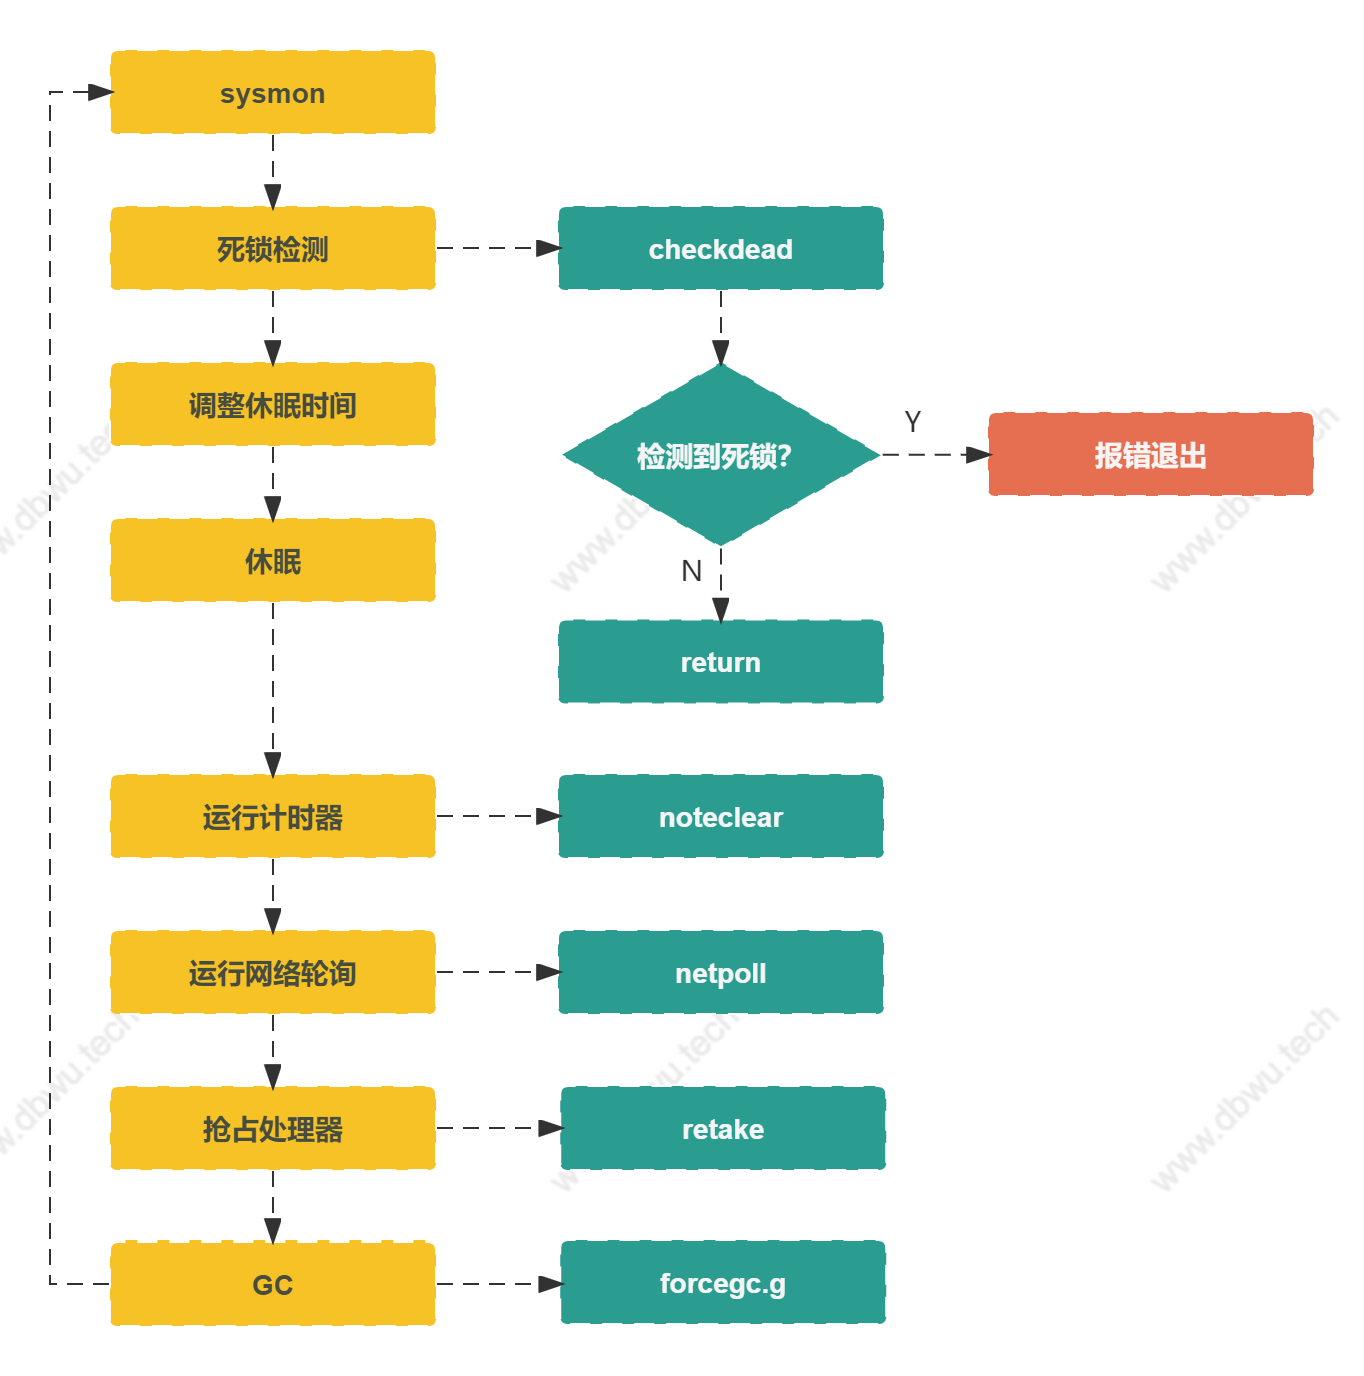 sysmon
死锁检测
checkdead
调整休眠时间
检测到死锁?
Y
报错退出
休眠
N
return
运行计时器
noteclear
运行网络轮询
netpoll
抢占处理器
retake
GC
forcegc.g
www.dbwu.tech